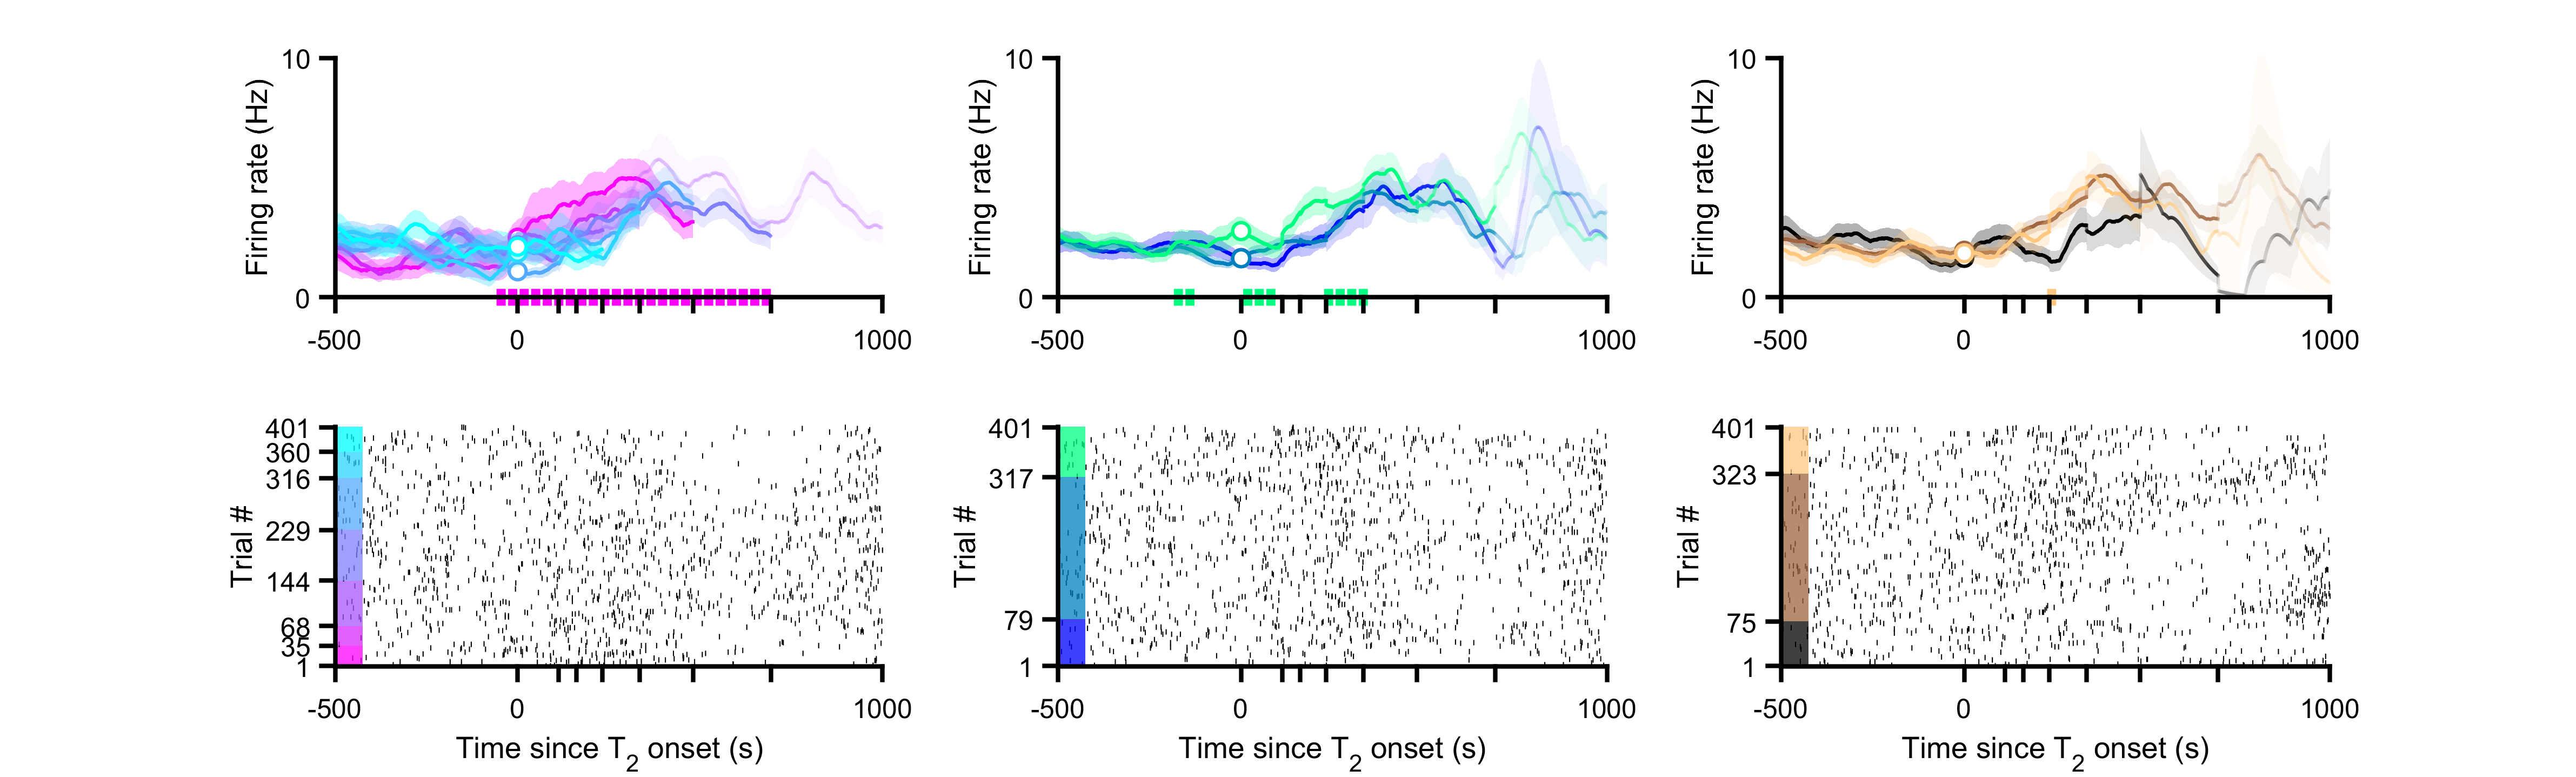 10
Firing rate (Hz)
0
-500 0 1000
10
Firing rate (Hz)
0
-500 0 1000
10
Firing rate (Hz)
0
-500 0 1000
401
360
316
229
144
68
35
1
Trial #
-500 0 1000
Time since T2 onset (s)
401
317
79
1
Trial #
-500 0 1000
Time since T2 onset (s)
401
323
75
1
Trial #
-500 0 1000
Time since T2 onset (s)